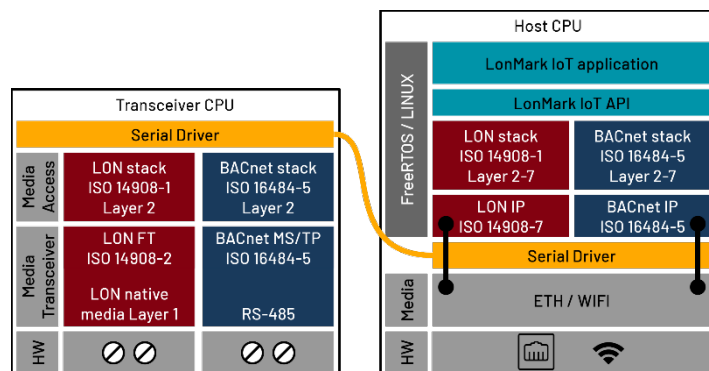 Transceiver CPU
Serial Driver
Media
Access
LON stack
ISO 14908-1
Layer 2
BACnet stack
ISO 16484-5
Layer 2
Media
Transceiver
LON FT
ISO 14908-2
LON native
media Layer 1
BACnet MS/TP
ISO 16484-5
RS-485
HW
Host CPU
FreeRTOS / LINUX
LonMark IoT application
LonMark IoT API
LON stack
ISO 14908-1
Layer 2-7
BACnet stack
ISO 16484-5
Layer 2-7
LON IP
ISO 14908-7
BACnet IP
ISO 16484-5
Serial Driver
Media
ETH / WIFI
HW